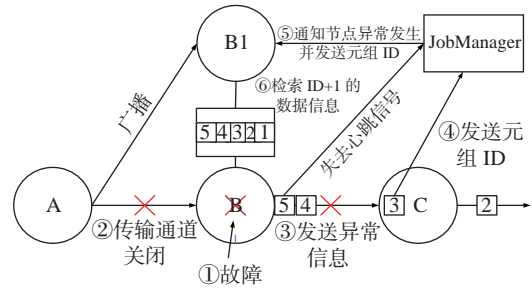 ⑤通知节点异常发生
并发送元组 ID
JobManager
B1
⑥检索 ID+1 的
数据信息
广播
5 4 3 2 1
失去心跳信号
④发送元
组 ID
A
B
5 4
3
C
2
②传输通道
关闭
③发送异常
信息
①故障